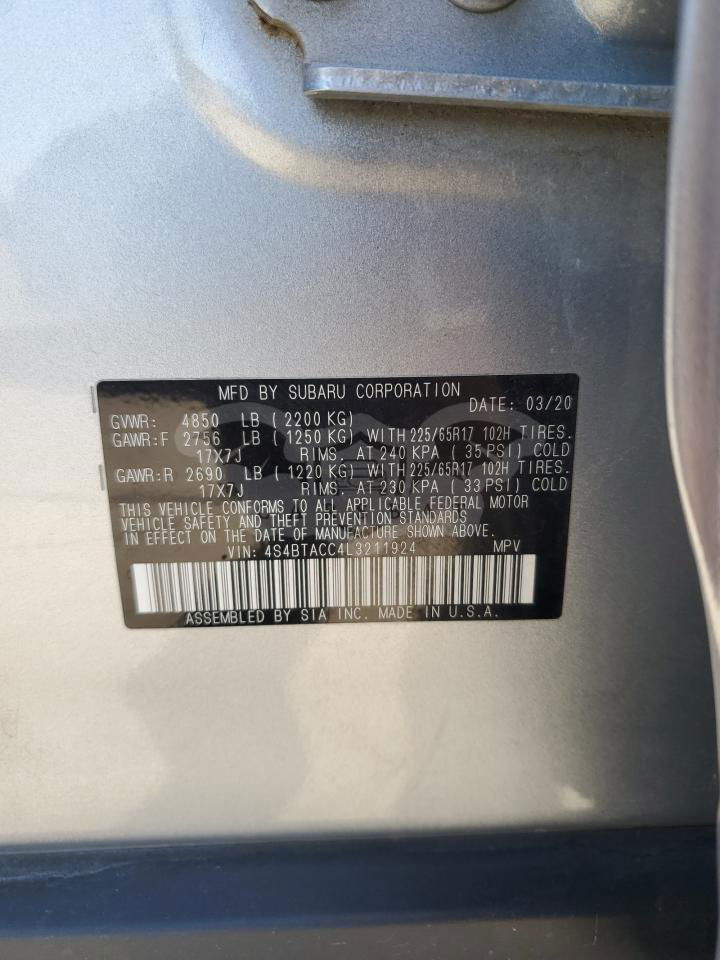 MFD BY SUBARU CORPORATION
DATE: 03/20
GVWR: 4850 LB (2200 KG)
GAWR:F 2756 LB (1250 KG) WITH 225/65R17 102H TIRES.
17X7J RIMS. AT 240 KPA (35 PSI) COLD
GAWR:R 2690 LB (1220 KG) WITH 225/65R17 102H TIRES.
17X7J RIMS. AT 230 KPA (33 PSI) COLD
THIS VEHICLE CONFORMS TO ALL APPLICABLE FEDERAL MOTOR
VEHICLE SAFETY AND THEFT PREVENTION STANDARDS
IN EFFECT ON THE DATE OF MANUFACTURE SHOWN ABOVE.
VIN: 4S4BTACC4L3211924 MPV
ASSEMBLED BY SIA INC. MADE IN U.S.A.